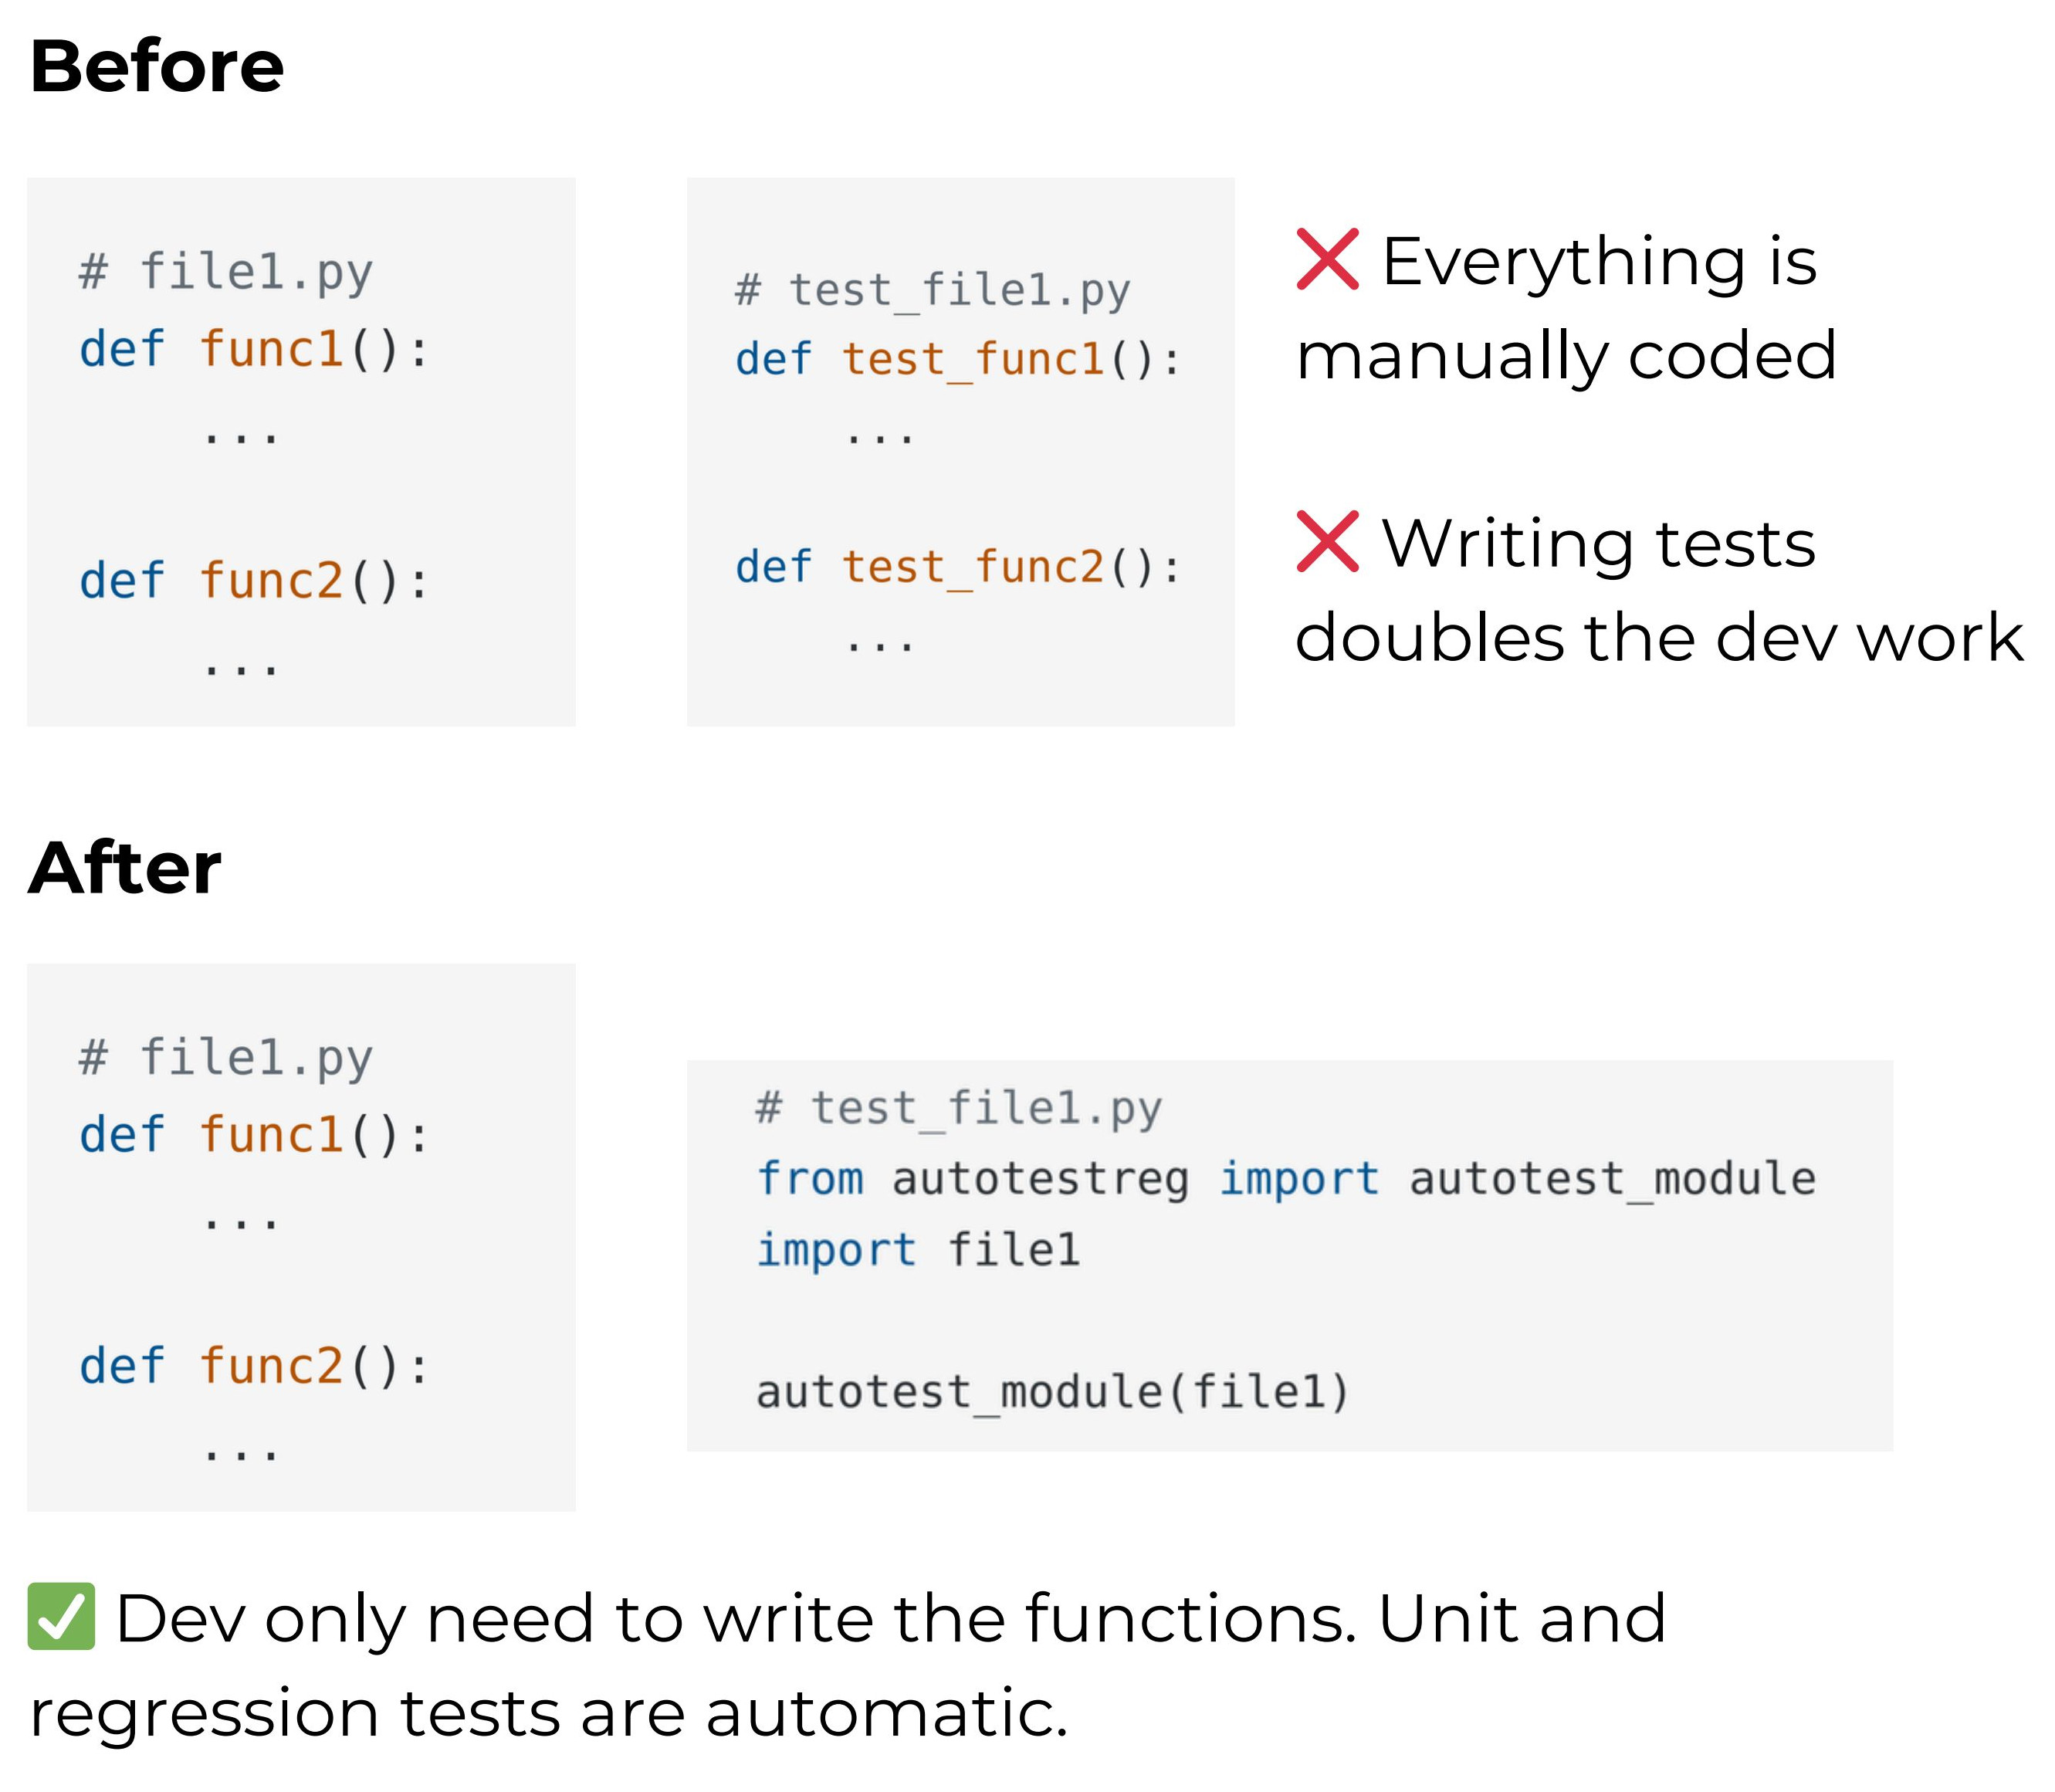 Before
# file1.py
def func1():
...
def func2():
...
# test_file1.py
def test_func1():
...
def test_func2():
...
❌ Everything is
manually coded
❌ Writing tests
doubles the dev work
After
# file1.py
def func1():
...
def func2():
...
# test_file1.py
from autotestreg import autotest_module
import file1
autotest_module(file1)
✅ Dev only need to write the functions. Unit and
regression tests are automatic.